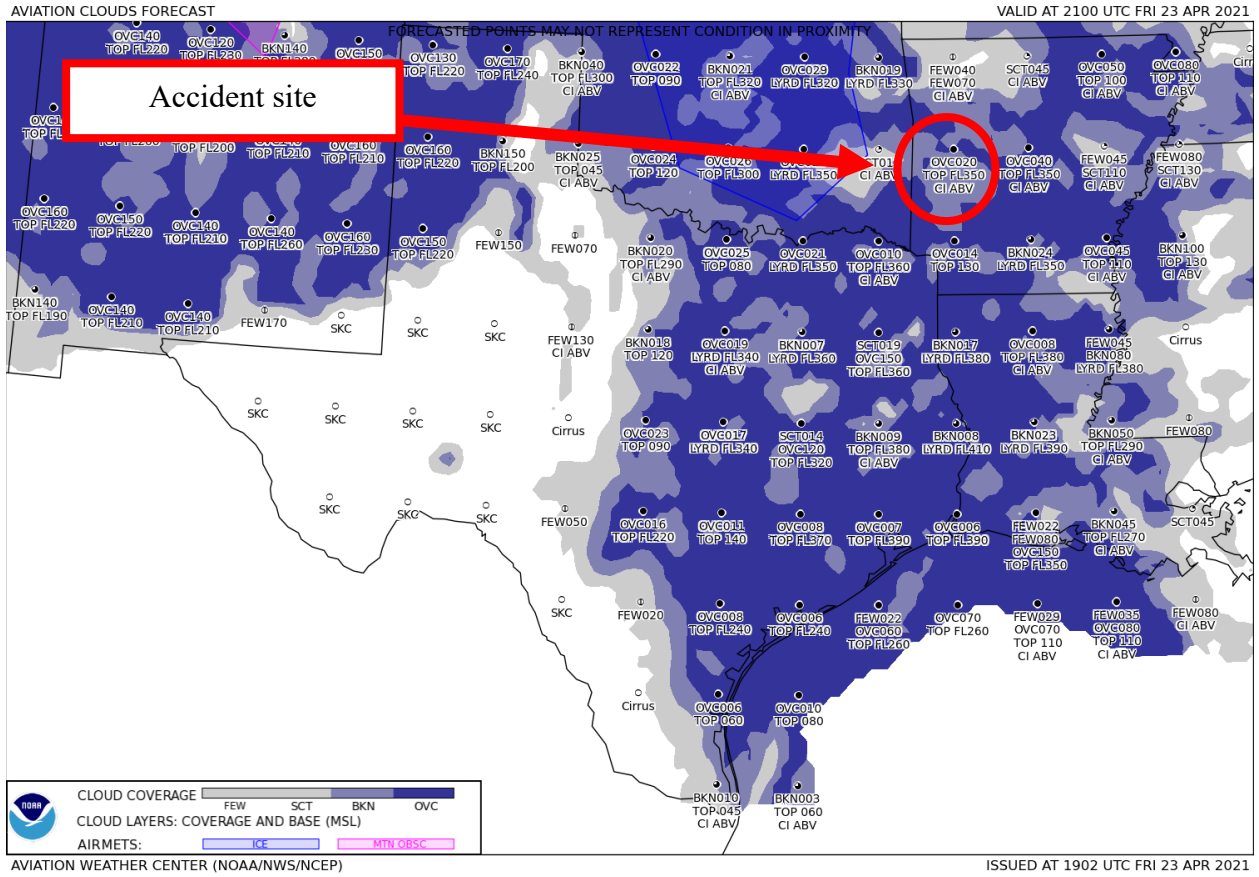 AVIATION CLOUDS FORECAST
VALID AT 2100 UTC FRI 23 APR 2021
FORECASTED POINTS MAY NOT REPRESENT CONDITION IN PROXIMITY
OVC140
TOP FL220
OVC120
TOP FL230
BKN140
OVC150
OVC130
TOP FL220
OVC170
TOP FL240
BKN040
TOP FL300
CI ABV
OVC022
TOP 090
BKN021
TOP FL320
CI ABV
OVC029
LYRD FL320
BKN019
LYRD FL330
FEW040
FEW070
CI ABV
SCT045
CI ABV
OVC050
TOP 100
CI ABV
OVC080
TOP 110
CI ABV
Accident site
TOP FL200
TOP FL210
OVC160
TOP FL210
OVC160
TOP FL220
BKN150
TOP FL200
BKN025
TOP 045
CI ABV
OVC024
TOP 120
OVC026
TOP FL300
LYRD FL350
CI ABV
OVC020
TOP FL350
CI ABV
OVC040
TOP FL350
CI ABV
FEW045
SCT110
CI ABV
FEW080
SCT130
CI ABV
OVC160
TOP FL220
OVC150
TOP FL220
OVC140
TOP FL210
OVC140
TOP FL260
OVC160
TOP FL230
OVC150
TOP FL220
FEW150
FEW070
BKN020
TOP FL290
CI ABV
OVC025
TOP 080
OVC021
LYRD FL350
OVC010
TOP FL360
CI ABV
OVC014
TOP 130
BKN024
LYRD FL350
OVC045
TOP 110
CI ABV
BKN100
TOP 130
CI ABV
BKN140
TOP FL190
OVC140
TOP FL210
OVC140
TOP FL210
FEW170
SKC
SKC
SKC
FEW130
CI ABV
BKN018
TOP 120
OVC019
LYRD FL340
CI ABV
BKN007
LYRD FL360
SCT019
OVC150
TOP FL360
BKN017
LYRD FL380
OVC008
TOP FL380
CI ABV
FEW045
BKN080
LYRD FL380
Cirrus
SKC
SKC
SKC
SKC
Cirrus
OVC023
TOP 090
OVC017
LYRD FL340
SCT014
OVC120
TOP FL320
BKN009
TOP FL380
CI ABV
BKN008
LYRD FL410
BKN023
LYRD FL390
BKN050
TOP FL290
CI ABV
FEW080
SKC
SKC
SKC
FEW050
OVC016
TOP FL220
OVC011
TOP 140
OVC008
TOP FL370
OVC007
TOP FL390
OVC006
TOP FL390
FEW022
FEW080
OVC150
TOP FL350
BKN045
TOP FL270
CI ABV
SCT045
SKC
FEW020
OVC008
TOP FL240
OVC006
TOP FL240
FEW022
OVC060
TOP FL260
OVC070
TOP FL260
FEW029
OVC070
TOP 110
CI ABV
FEW035
OVC080
TOP 110
CI ABV
FEW080
CI ABV
Cirrus
OVC006
TOP 060
OVC010
TOP 080
BKN010
TOP 045
CI ABV
BKN003
TOP 060
CI ABV
NOAA
CLOUD COVERAGE
FEW SCT BKN OVC
CLOUD LAYERS: COVERAGE AND BASE (MSL)
AIRMETS: ICE MTN OBSC
AVIATION WEATHER CENTER (NOAA/NWS/NCEP)
ISSUED AT 1902 UTC FRI 23 APR 2021